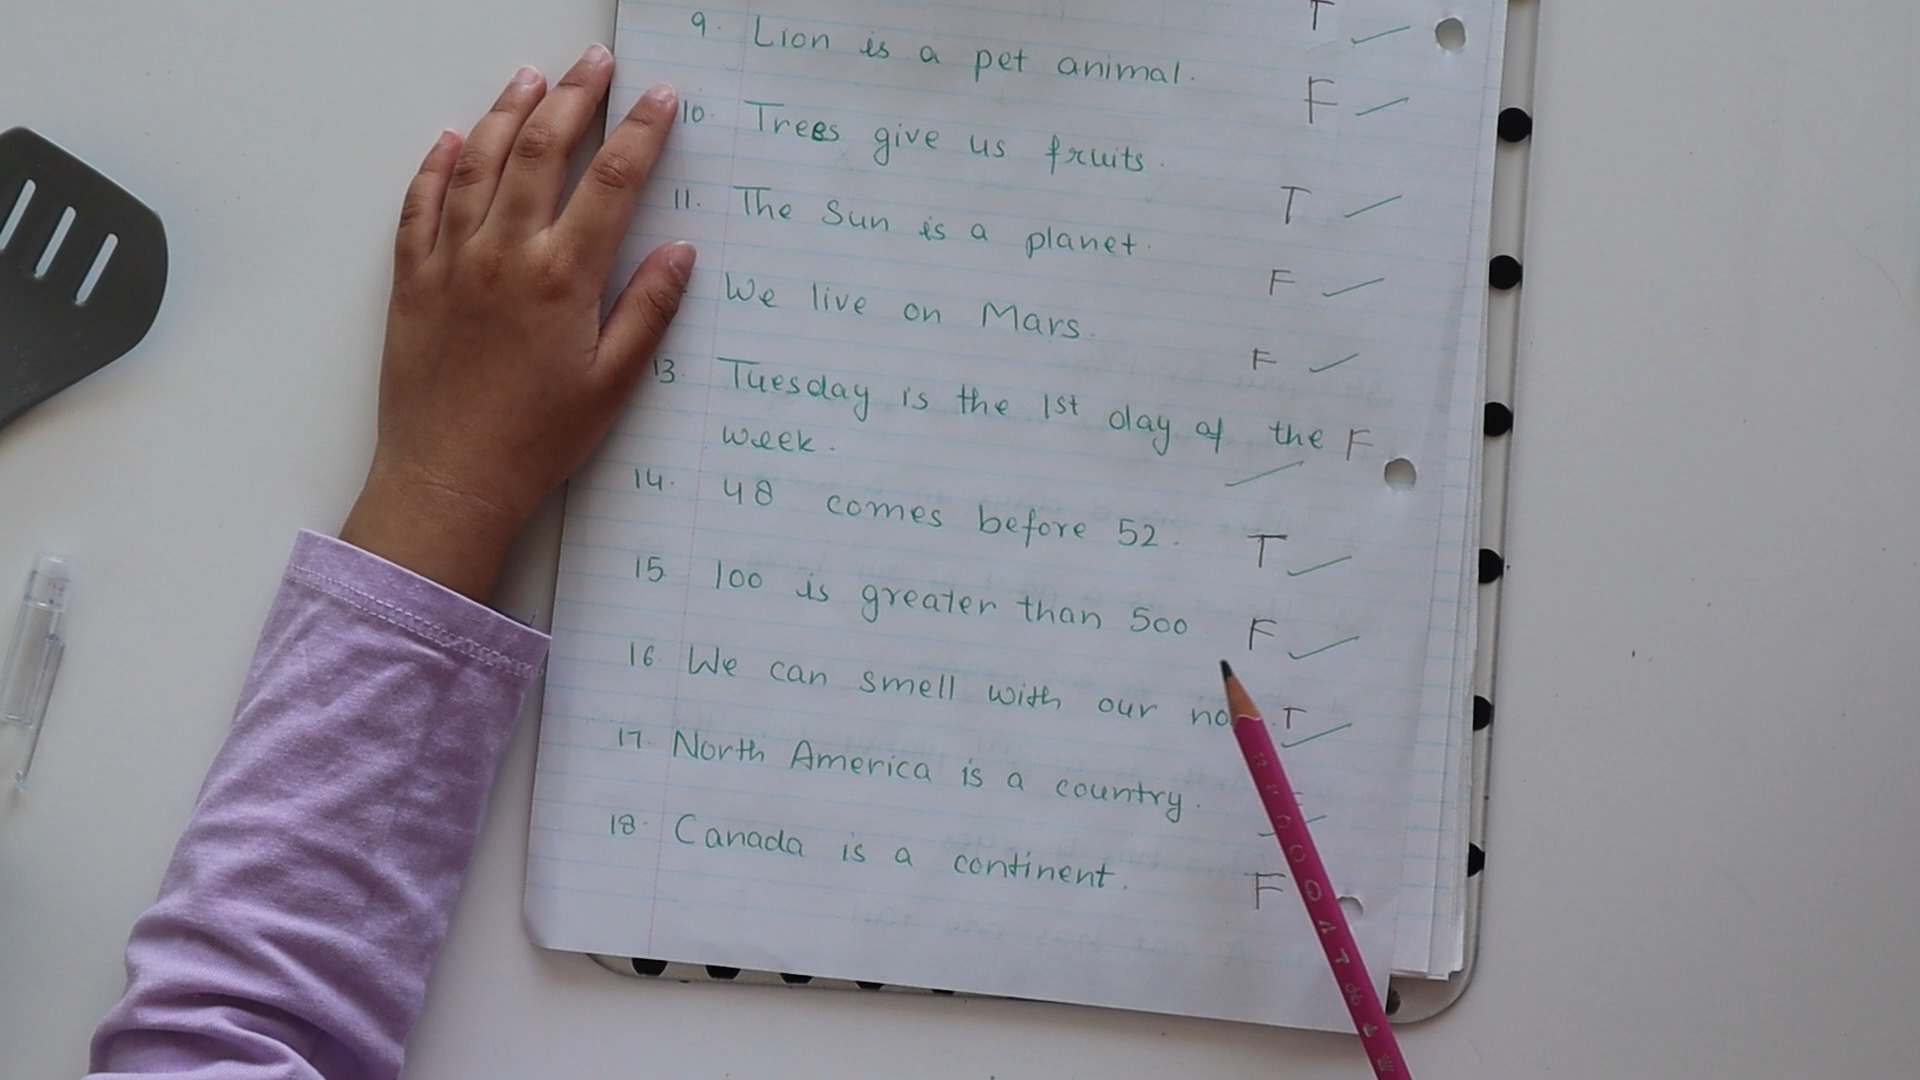 T
9. Lion is a pet animal.
F
10. Trees give us fruits.
T
11. The Sun is a planet.
F
We live on Mars.
F
13. Tuesday is the 1st day of the F
week.
14. 48 comes before 52. T
15. 100 is greater than 500 F
16. We can smell with our T
17. North America is a country.
18. Canada is a continent. F